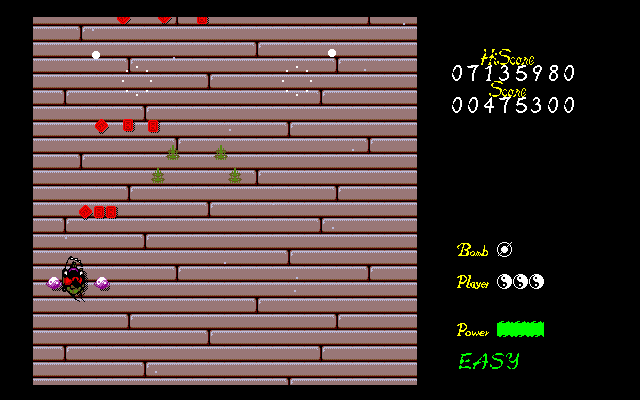 HiScore
07135980
Score
00475300
Bomb
Player
Power
EASY